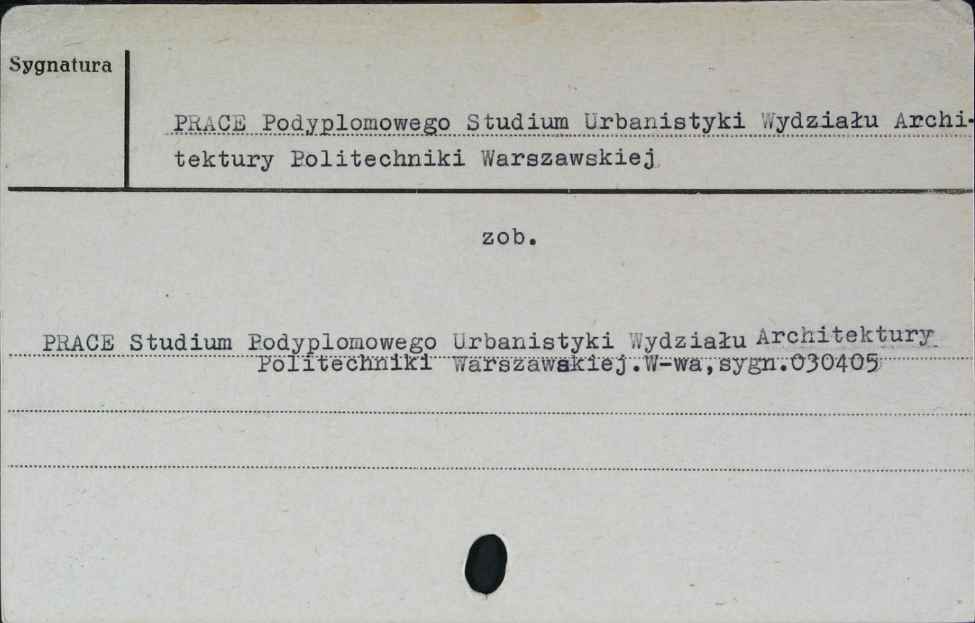 Sygnatura
PRACE Podyplomowego Studium Urbanistyki Wydziału Archi-
tektury Politechniki Warszawskiej
zob.
PRACE Studium Podyplomowego Urbanistyki Wydziału Architektury
Politechniki Warszawskiej.W-wa,sygn.030405